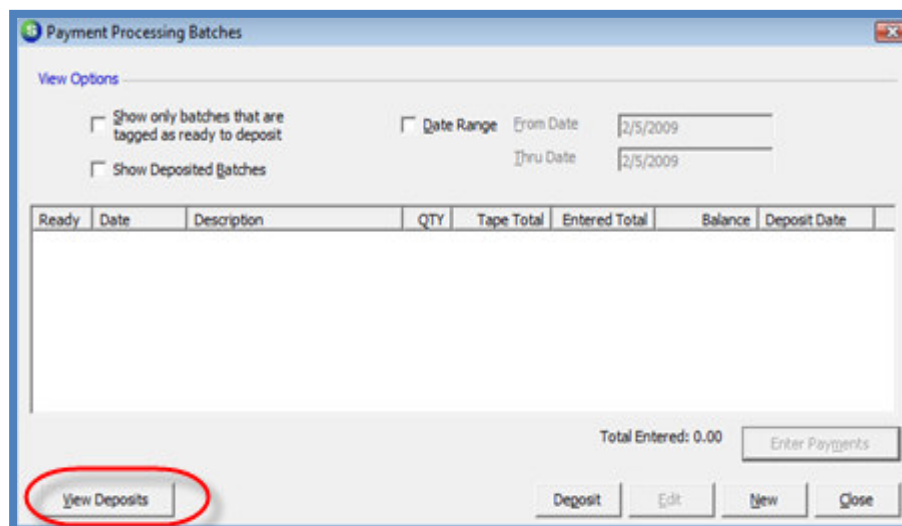 Payment Processing Batches
View Options
Show only batches that are
tagged as ready to deposit
Date Range From Date 2/5/2009
Thru Date 2/5/2009
Show Deposited Batches
Ready Date Description QTY Tape Total Entered Total Balance Deposit Date
Total Entered: 0.00 Enter Payments
View Deposits Deposit Edit New Close